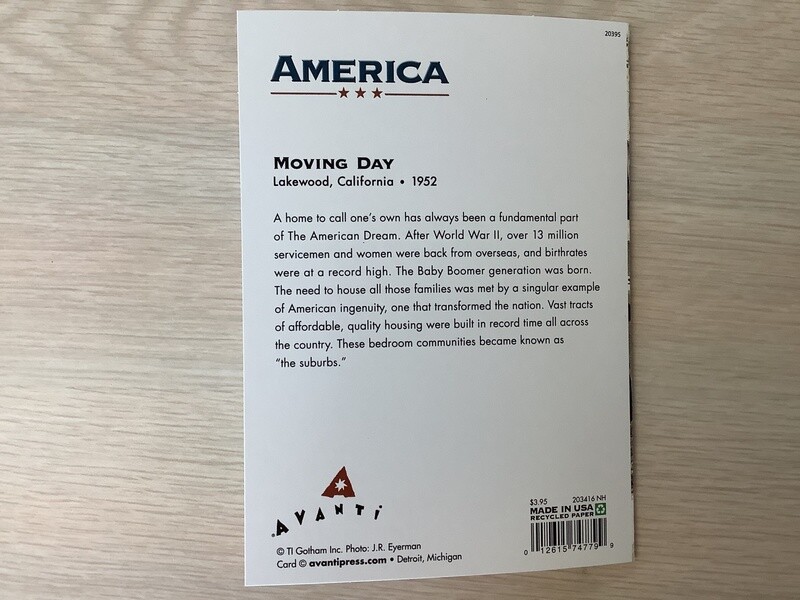 20395
AMERICA
MOVING DAY
Lakewood, California • 1952
A home to call one's own has always been a fundamental part
of The American Dream. After World War II, over 13 million
servicemen and women were back from overseas, and birthrates
were at a record high. The Baby Boomer generation was born.
The need to house all those families was met by a singular example
of American ingenuity, one that transformed the nation. Vast tracts
of affordable, quality housing were built in record time all across
the country. These bedroom communities became known as
“the suburbs.”
AVANTI
© TI Gotham Inc. Photo: J.R. Eyerman
Card © avantipress.com • Detroit, Michigan
$3.95 203416 NH
MADE IN USA
RECYCLED PAPER
0 12615 74779 9